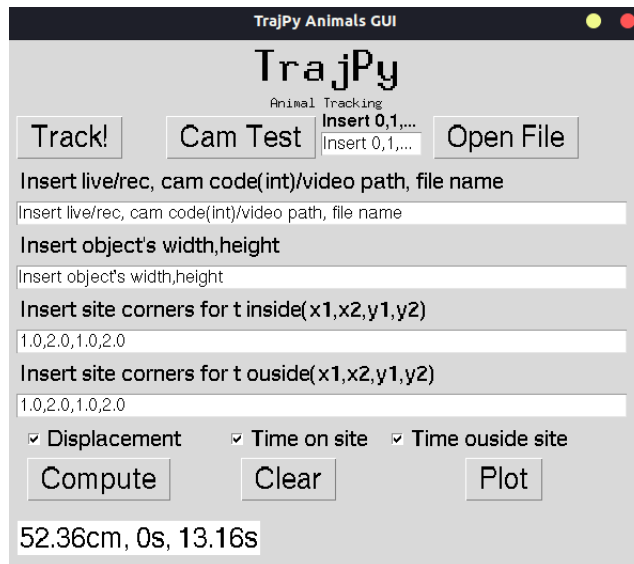 TrajPy Animals GUI
TrajPy
Animal Tracking
Insert 0,1,...
Track!
Cam Test
Insert 0,1,...
Open File
Insert live/rec, cam code(int)/video path, file name
Insert live/rec, cam code(int)/video path, file name
Insert object's width,height
Insert object's width,height
Insert site corners for t inside(x1,x2,y1,y2)
1.0,2.0,1.0,2.0
Insert site corners for t ouside(x1,x2,y1,y2)
1.0,2.0,1.0,2.0
Displacement Time on site Time ouside site
Compute Clear Plot
52.36cm, 0s, 13.16s